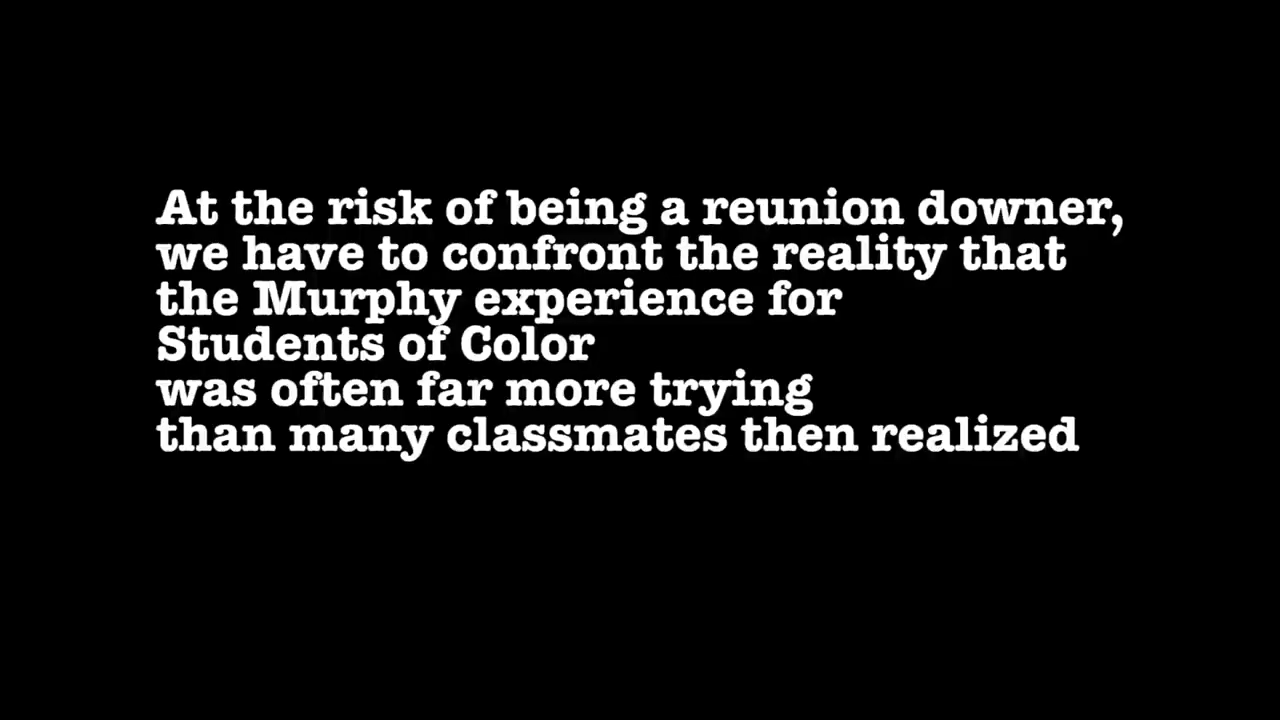 At the risk of being a reunion downer,
we have to confront the reality that
the Murphy experience for
Students of Color
was often far more trying
than many classmates then realized